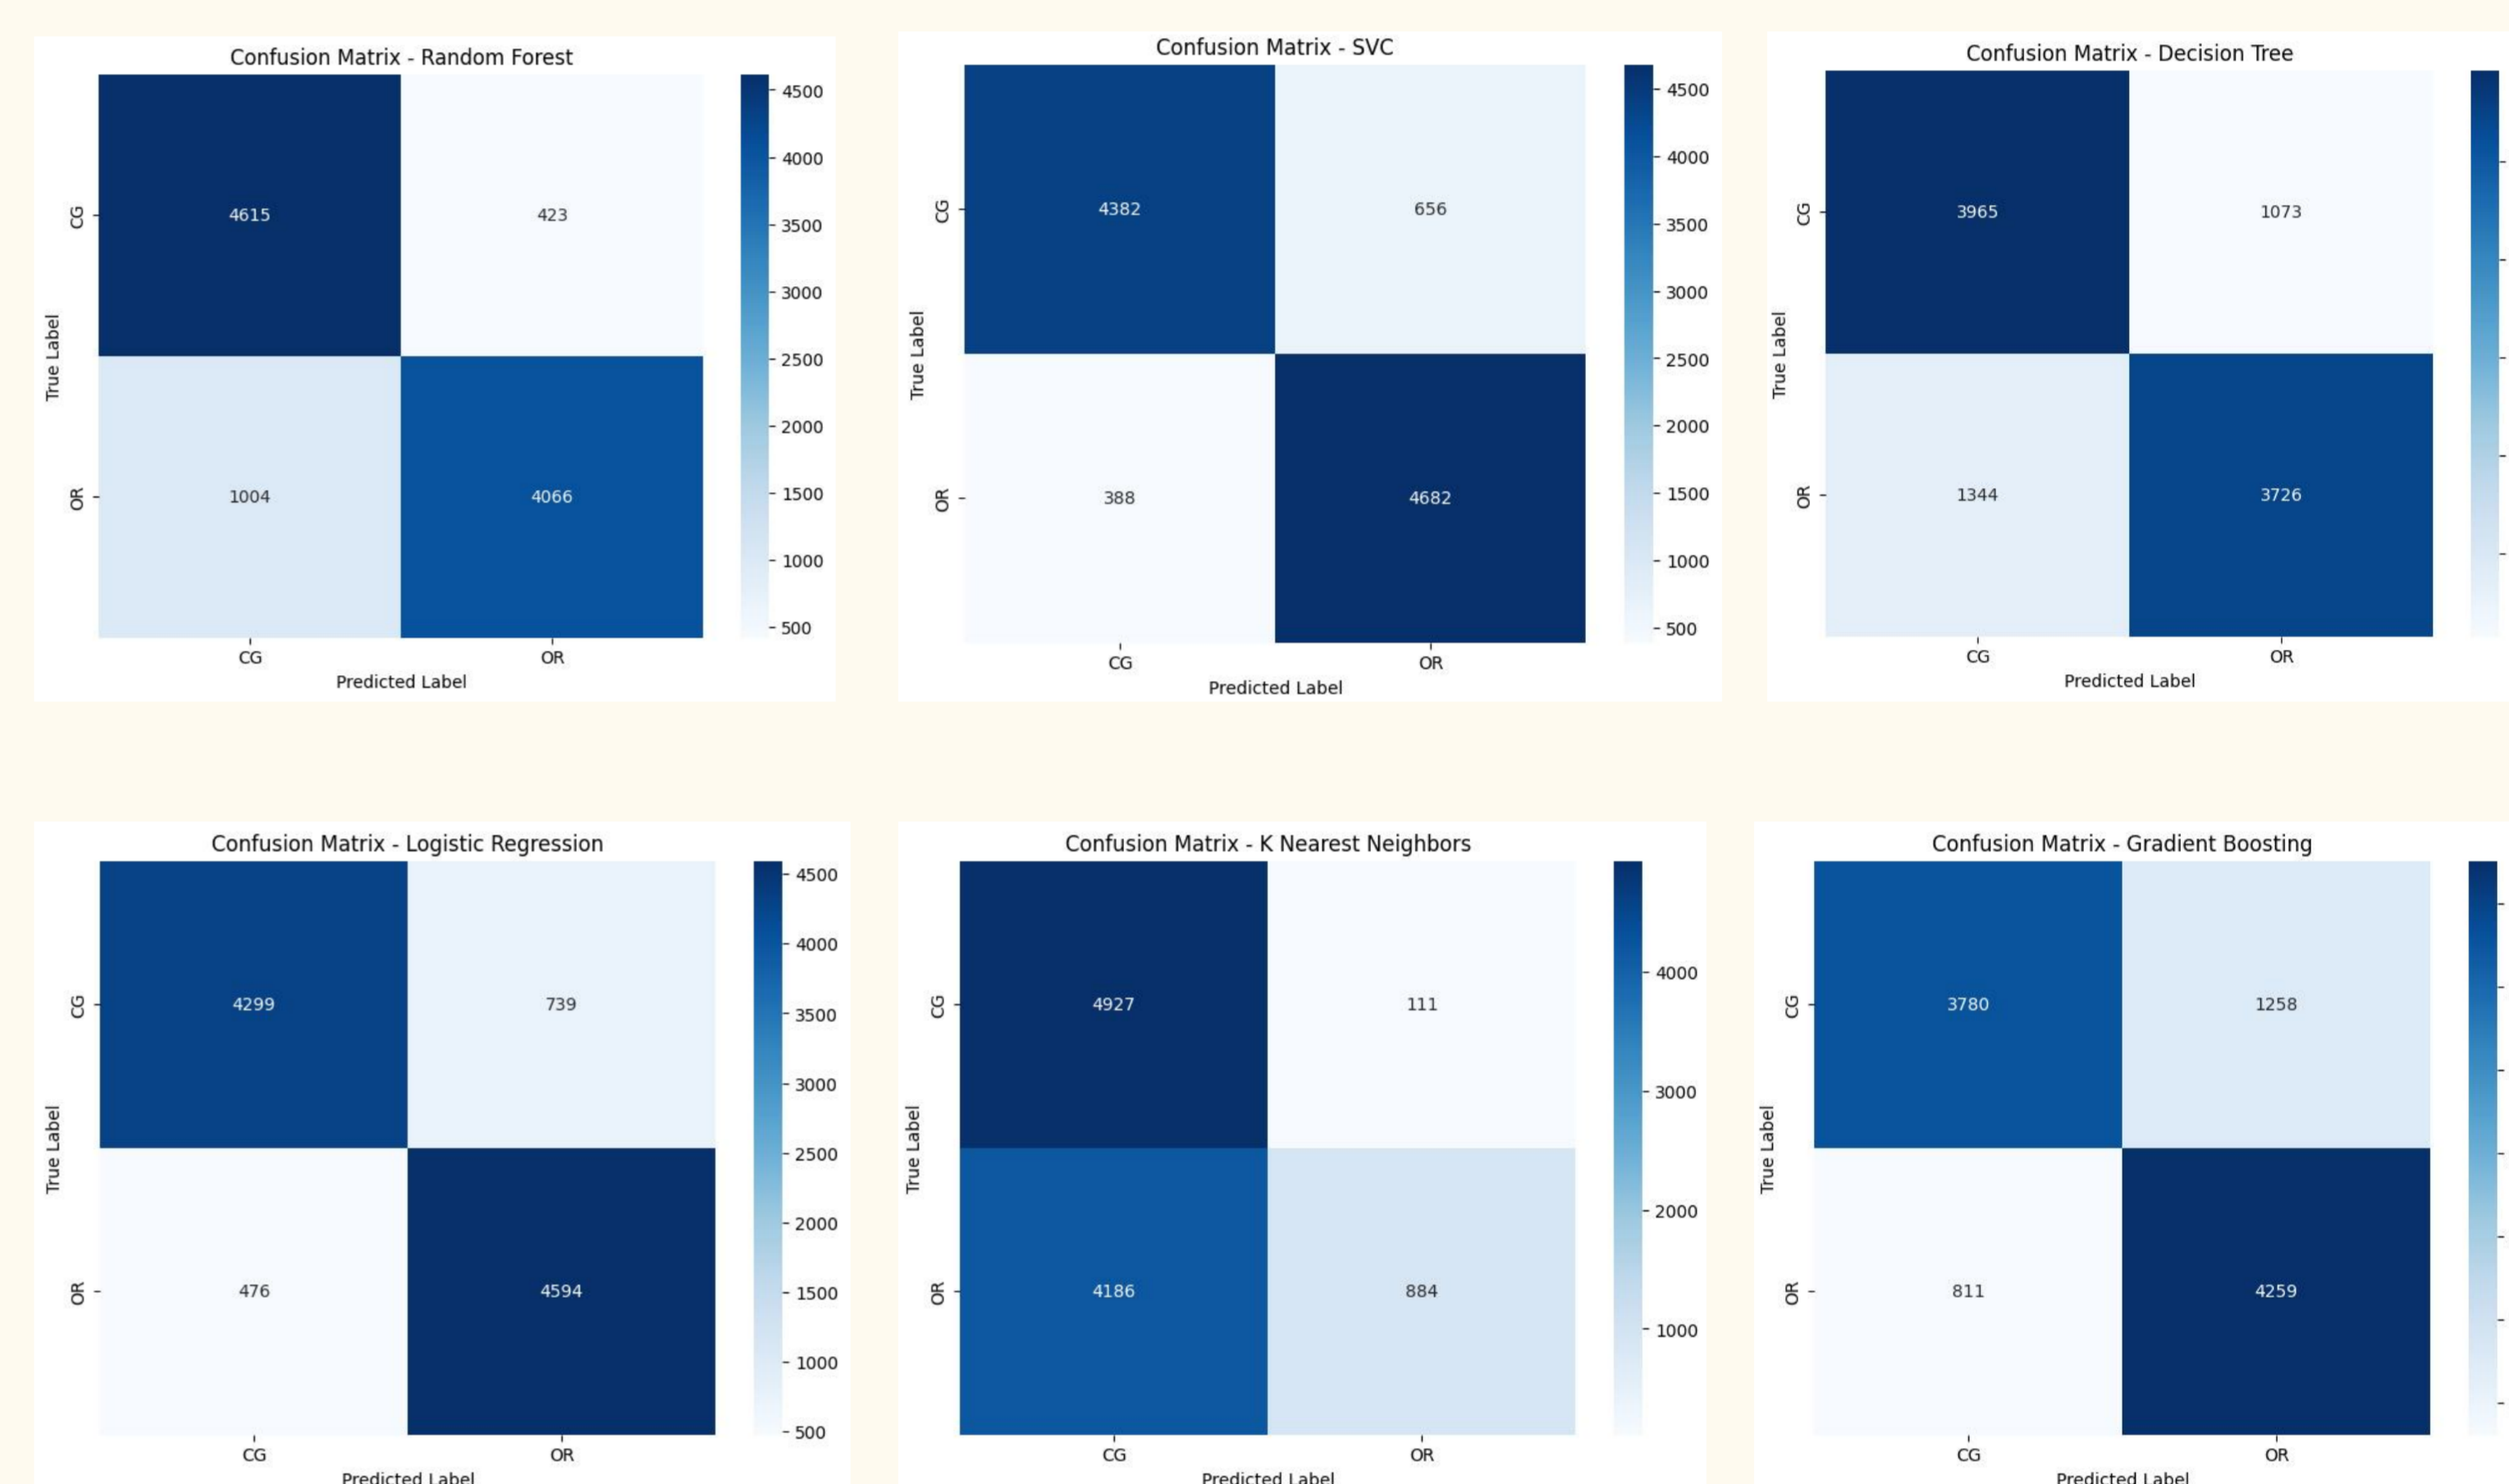 Confusion Matrix - Random Forest
4500
4000
3500
3000
2500
2000
1500
1000
500
True Label
CG
OR
4615
423
1004
4066
CG
OR
Predicted Label
Confusion Matrix - SVC
4500
4000
3500
3000
2500
2000
1500
1000
500
True Label
CG
OR
4382
656
388
4682
CG
OR
Predicted Label
Confusion Matrix - Decision Tree
True Label
CG
OR
3965
1073
1344
3726
CG
OR
Predicted Label
Confusion Matrix - Logistic Regression
4500
4000
3500
3000
2500
2000
1500
1000
500
True Label
CG
OR
4299
739
476
4594
CG
OR
Predicted Label
Confusion Matrix - K Nearest Neighbors
4000
3000
2000
1000
True Label
CG
OR
4927
111
4186
884
CG
OR
Predicted Label
Confusion Matrix - Gradient Boosting
True Label
CG
OR
3780
1258
811
4259
CG
OR
Predicted Label